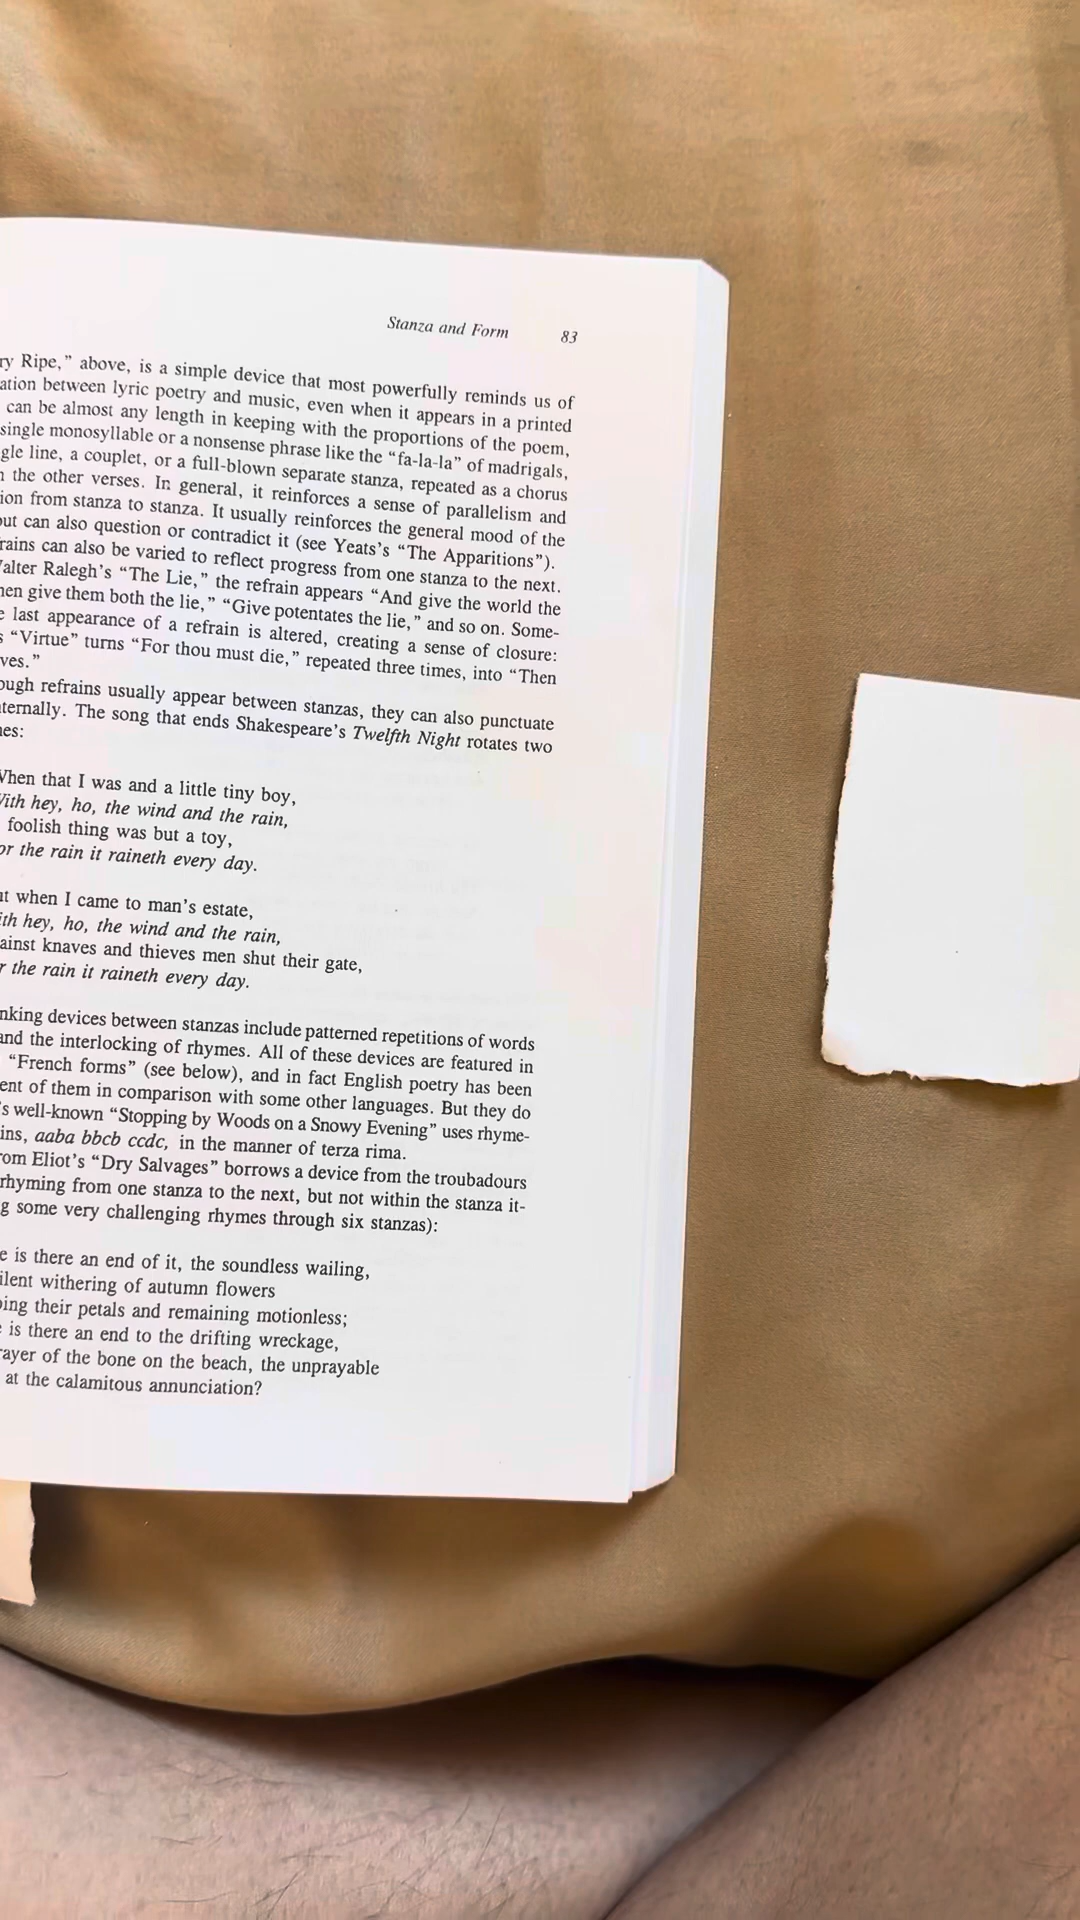 Stanza and Form 83
ry Ripe,” above, is a simple device that most powerfully reminds us of
ation between lyric poetry and music, even when it appears in a printed
can be almost any length in keeping with the proportions of the poem,
single monosyllable or a nonsense phrase like the “fa-la-la” of madrigals,
gle line, a couplet, or a full-blown separate stanza, repeated as a chorus
the other verses. In general, it reinforces a sense of parallelism and
ion from stanza to stanza. It usually reinforces the general mood of the
out can also question or contradict it (see Yeats’s “The Apparitions”).
rains can also be varied to reflect progress from one stanza to the next.
alter Ralegh’s “The Lie,” the refrain appears “And give the world the
hen give them both the lie,” “Give potentates the lie,” and so on. Some-
e last appearance of a refrain is altered, creating a sense of closure:
s “Virtue” turns “For thou must die,” repeated three times, into “Then
ves.”
ough refrains usually appear between stanzas, they can also punctuate
ternally. The song that ends Shakespeare’s Twelfth Night rotates two
nes:
When that I was and a little tiny boy,
With hey, ho, the wind and the rain,
foolish thing was but a toy,
or the rain it raineth every day.
ut when I came to man’s estate,
ith hey, ho, the wind and the rain,
ainst knaves and thieves men shut their gate,
r the rain it raineth every day.
nking devices between stanzas include patterned repetitions of words
and the interlocking of rhymes. All of these devices are featured in
“French forms” (see below), and in fact English poetry has been
ent of them in comparison with some other languages. But they do
’s well-known “Stopping by Woods on a Snowy Evening” uses rhyme-
ins, aaba bbcb ccdc, in the manner of terza rima.
rom Eliot’s “Dry Salvages” borrows a device from the troubadours
rhyming from one stanza to the next, but not within the stanza it-
g some very challenging rhymes through six stanzas):
e is there an end of it, the soundless wailing,
ilent withering of autumn flowers
ping their petals and remaining motionless;
e is there an end to the drifting wreckage,
rayer of the bone on the beach, the unprayable
at the calamitous annunciation?